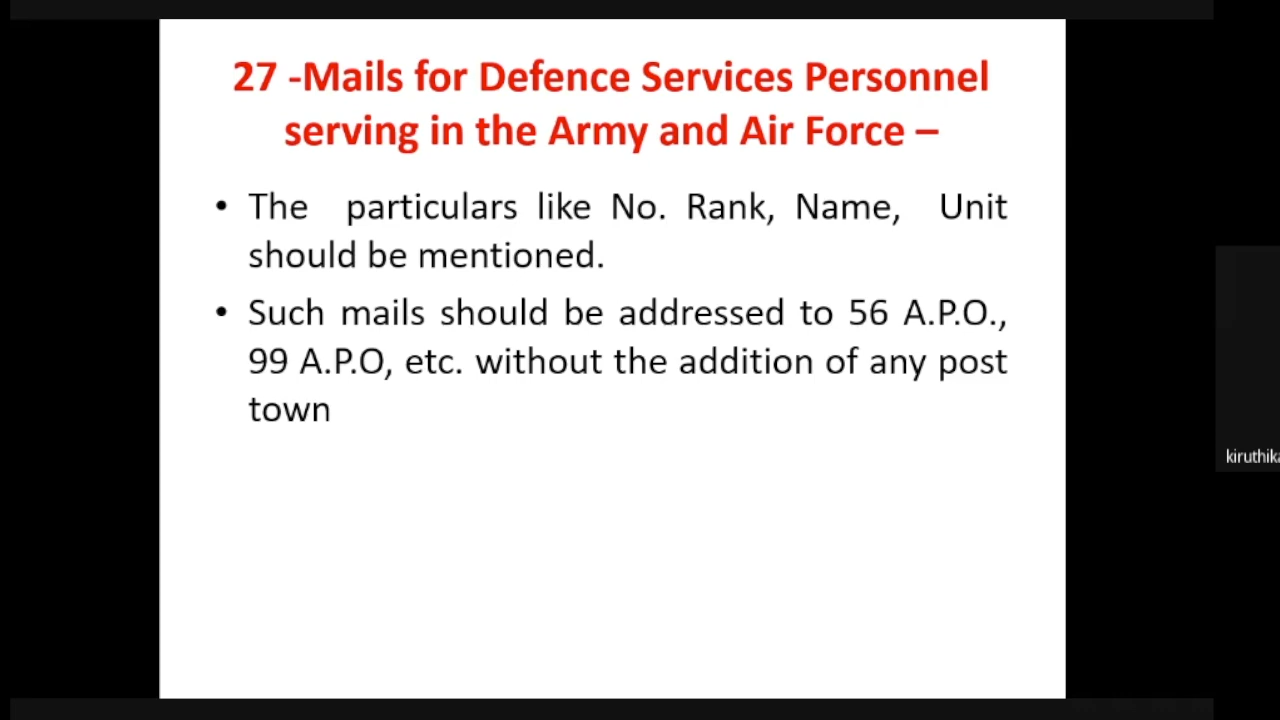 27 -Mails for Defence Services Personnel
serving in the Army and Air Force –
• The particulars like No. Rank, Name, Unit
should be mentioned.
• Such mails should be addressed to 56 A.P.O.,
99 A.P.O, etc. without the addition of any post
town
kiruthika